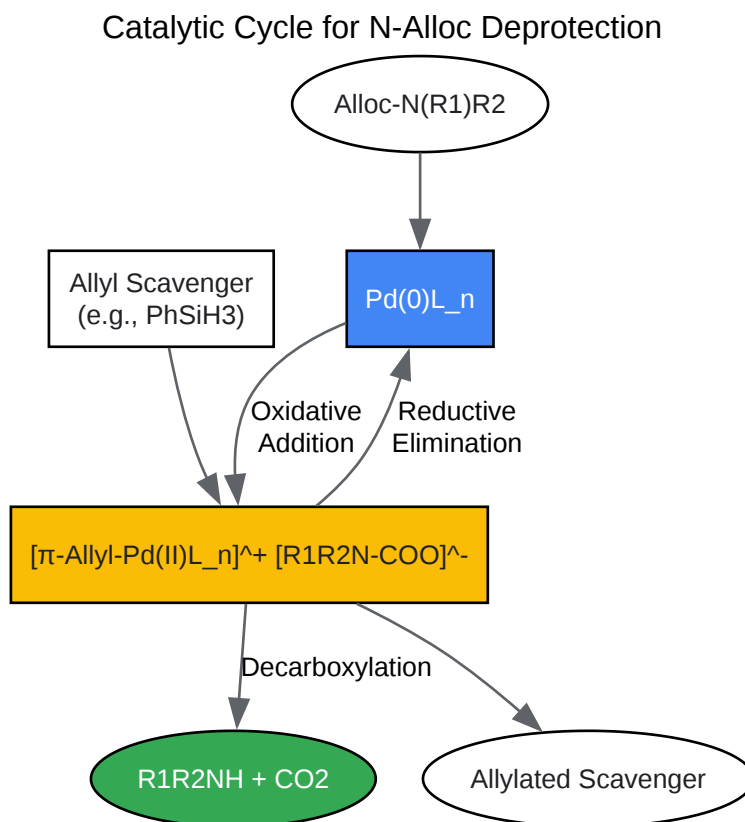 Catalytic Cycle for N-Alloc Deprotection
Alloc-N(R1)R2
Allyl Scavenger
(e.g., PhSiH3)
Pd(0)L_n
Oxidative
Addition
Reductive
Elimination
[π-Allyl-Pd(II)L_n]^+ [R1R2N-COO]^-
Decarboxylation
R1R2NH + CO2
Allylated Scavenger